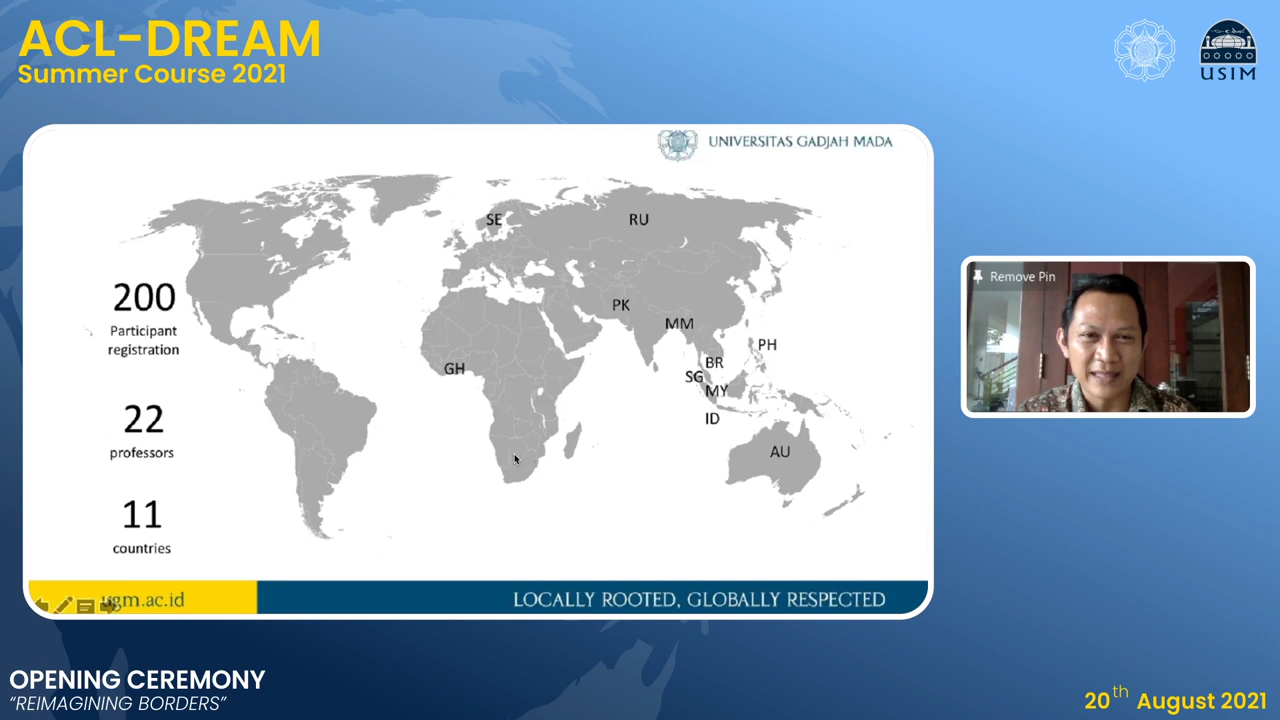 ACL-DREAM
Summer Course 2021
USIM
UNIVERSITAS GADJAH MADA
SE
RU
200
Participant
registration
PK
MM
PH
GH
BR
SG
MY
ID
AU
22
professors
11
countries
Remove Pin
ugm.ac.id
LOCALLY ROOTED, GLOBALLY RESPECTED
OPENING CEREMONY
“REIMAGINING BORDERS”
20th August 2021